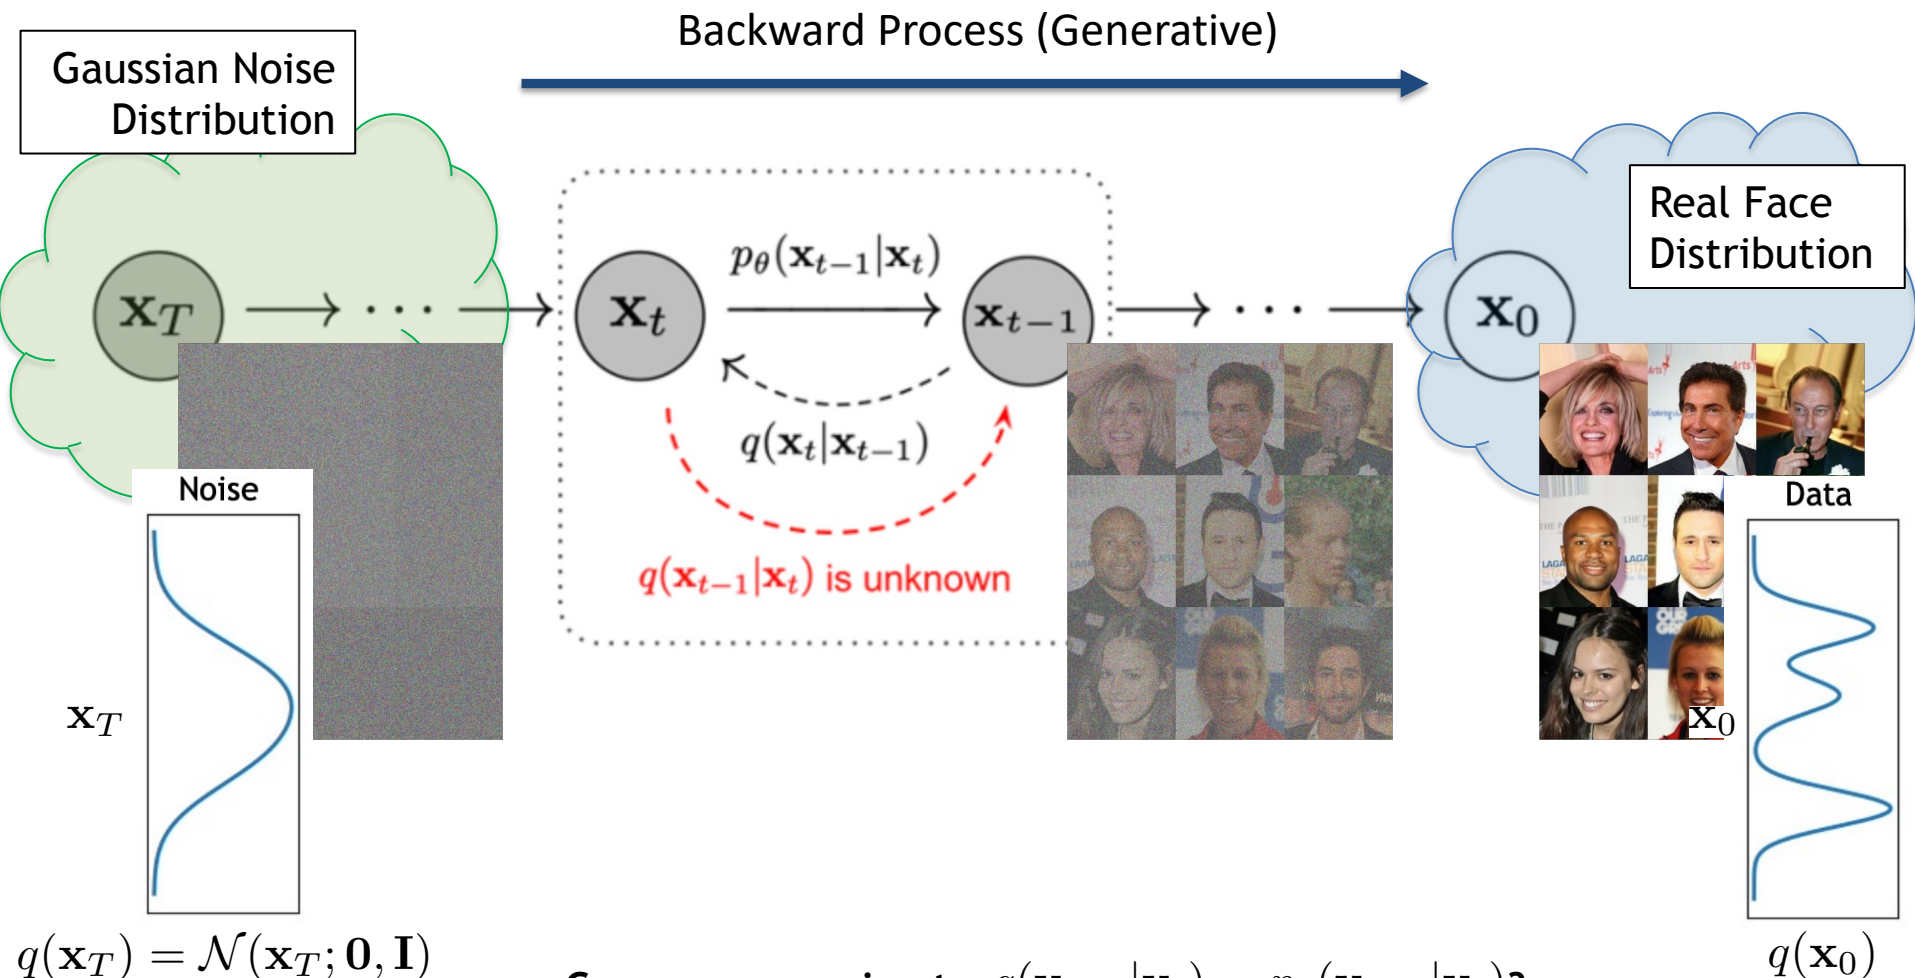 Backward Process (Generative)
Gaussian Noise
Distribution
Real Face
Distribution
p_θ(x_{t−1}|x_t)
x_T → ··· → x_t → x_{t−1} → ··· → x_0
q(x_t|x_{t−1})
q(x_{t−1}|x_t) is unknown
Noise
Data
x_T
x_0
q(x_T) = 𝒩(x_T; 0, I)
q(x_0)